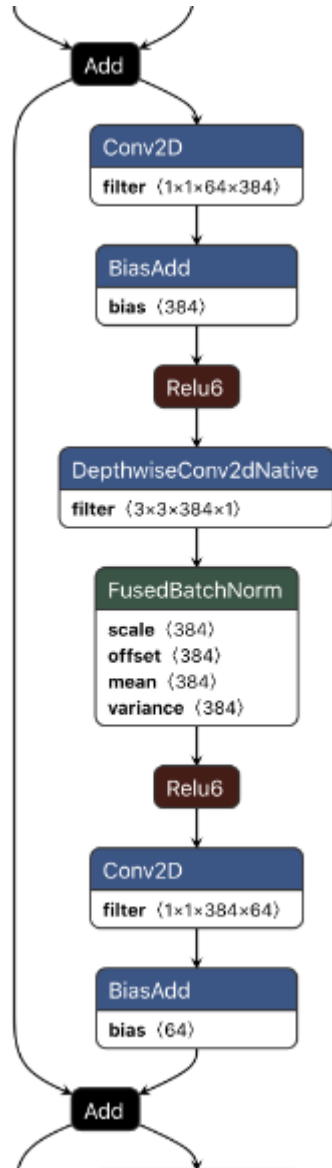 Add
Conv2D
filter ⟨1×1×64×384⟩
BiasAdd
bias ⟨384⟩
Relu6
DepthwiseConv2dNative
filter ⟨3×3×384×1⟩
FusedBatchNorm
scale ⟨384⟩
offset ⟨384⟩
mean ⟨384⟩
variance ⟨384⟩
Relu6
Conv2D
filter ⟨1×1×384×64⟩
BiasAdd
bias ⟨64⟩
Add